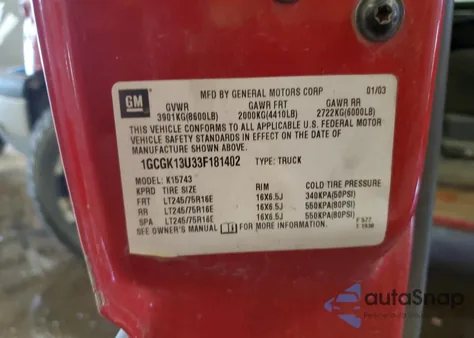 GM
MFD BY GENERAL MOTORS CORP 01/03
GVWR GAWR FRT GAWR RR
3901KG(8600LB) 2000KG(4410LB) 2722KG(6000LB)
THIS VEHICLE CONFORMS TO ALL APPLICABLE U.S. FEDERAL MOTOR
VEHICLE SAFETY STANDARDS IN EFFECT ON THE DATE OF
MANUFACTURE SHOWN ABOVE.
1GCGK13U33F181402 TYPE: TRUCK
MODEL: K15743
KPRD TIRE SIZE RIM COLD TIRE PRESSURE
FRT LT245/75R16E 16X6.5J 340KPA(50PSI)
RR LT245/75R16E 16X6.5J 550KPA(80PSI)
SPA LT245/75R16E 16X6.5J 550KPA(80PSI)
SEE OWNER'S MANUAL FOR MORE INFORMATION.
autoSnap